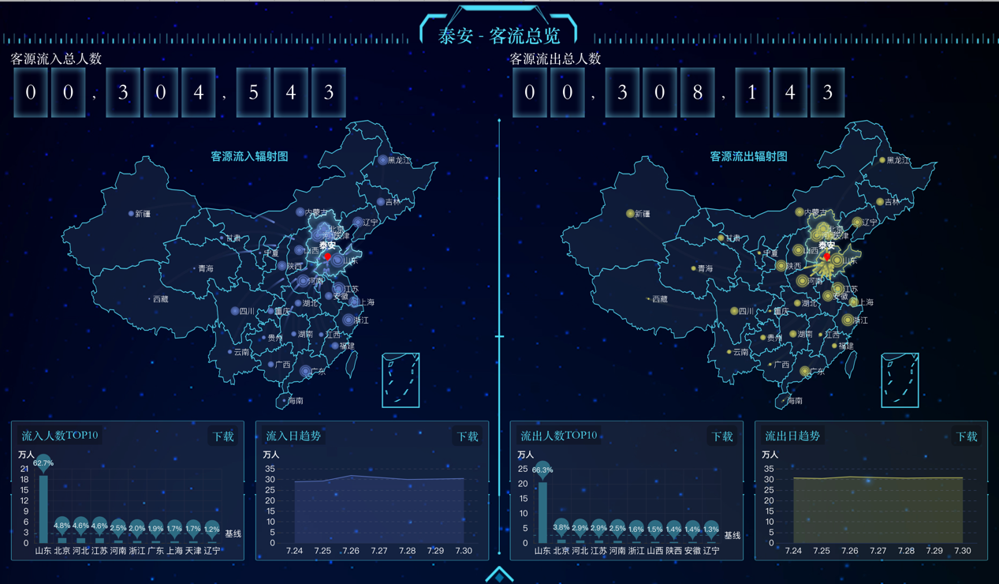 泰安 - 客流总览
客源流入总人数
00,304,543
客源流入辐射图
黑龙江
吉林
新疆
内蒙古
辽宁
北京
河北
天津
甘肃
泰安
宁夏
山西
山东
陕西
青海
河南
江苏
安徽
西藏
上海
湖北
四川
重庆
浙江
湖南
江西
贵州
福建
云南
广西
广东
海南
流入人数TOP10
下载
万人
62.7%
21
18
15
12
9
6
3
0
4.8%
4.6%
4.6%
2.5%
2.0%
1.9%
1.7%
1.7%
1.2%
基线
山东 北京 河北 江苏 河南 浙江 广东 上海 天津 辽宁
流入日趋势
下载
万人
35
30
25
20
15
10
5
0
7.24 7.25 7.26 7.27 7.28 7.29 7.30
客源流出总人数
00,308,143
客源流出辐射图
黑龙江
吉林
新疆
内蒙古
辽宁
北京
河北
天津
甘肃
泰安
宁夏
山西
山东
陕西
青海
河南
江苏
安徽
西藏
上海
湖北
四川
重庆
浙江
湖南
江西
贵州
福建
云南
广西
广东
海南
流出人数TOP10
下载
万人
66.3%
25
20
15
10
5
0
3.8%
2.9%
2.9%
2.5%
1.6%
1.5%
1.4%
1.4%
1.3%
基线
山东 北京 河北 江苏 河南 浙江 山西 陕西 安徽 辽宁
流出日趋势
下载
万人
35
30
25
20
15
10
5
0
7.24 7.25 7.26 7.27 7.28 7.29 7.30